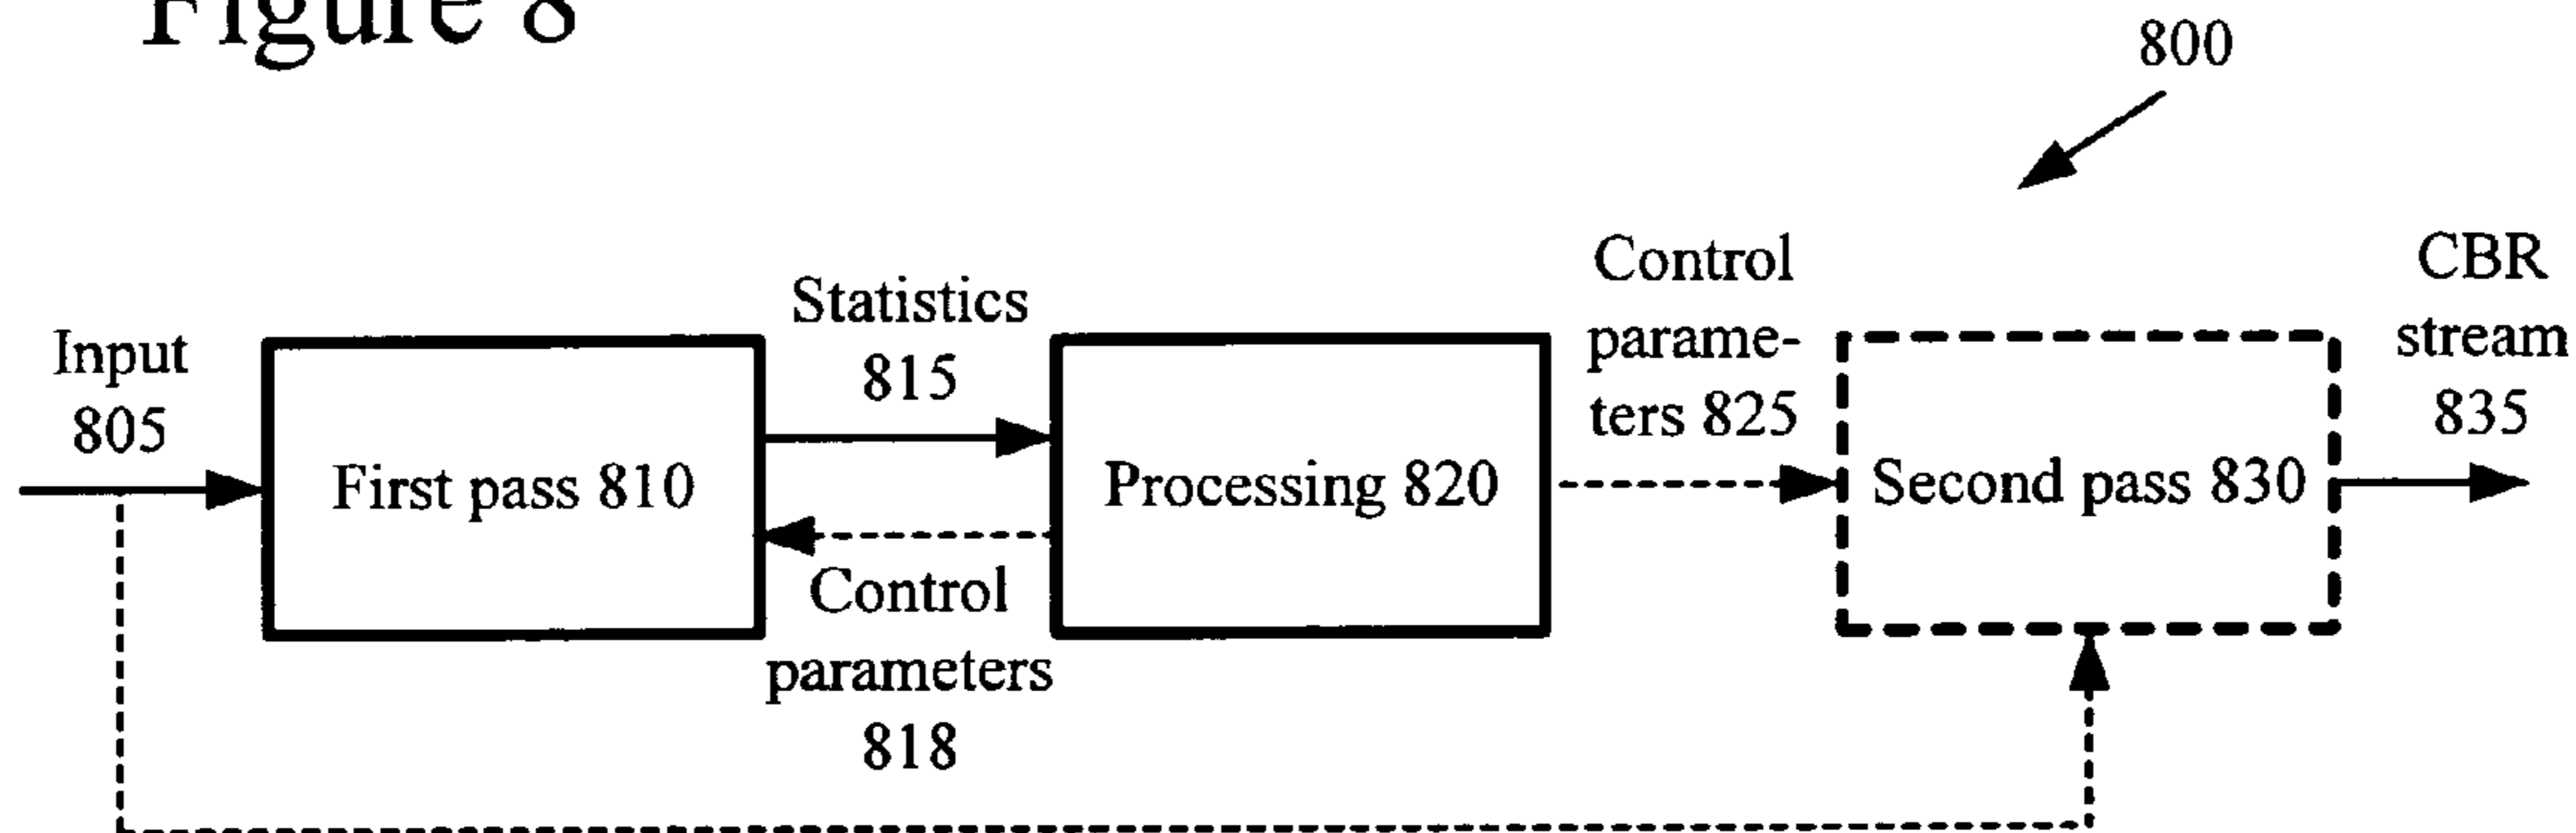 Figure 8
800
Input
805
First pass 810
Statistics
815
Control
parameters
818
Processing 820
Control
parame-
ters 825
Second pass 830
CBR
stream
835